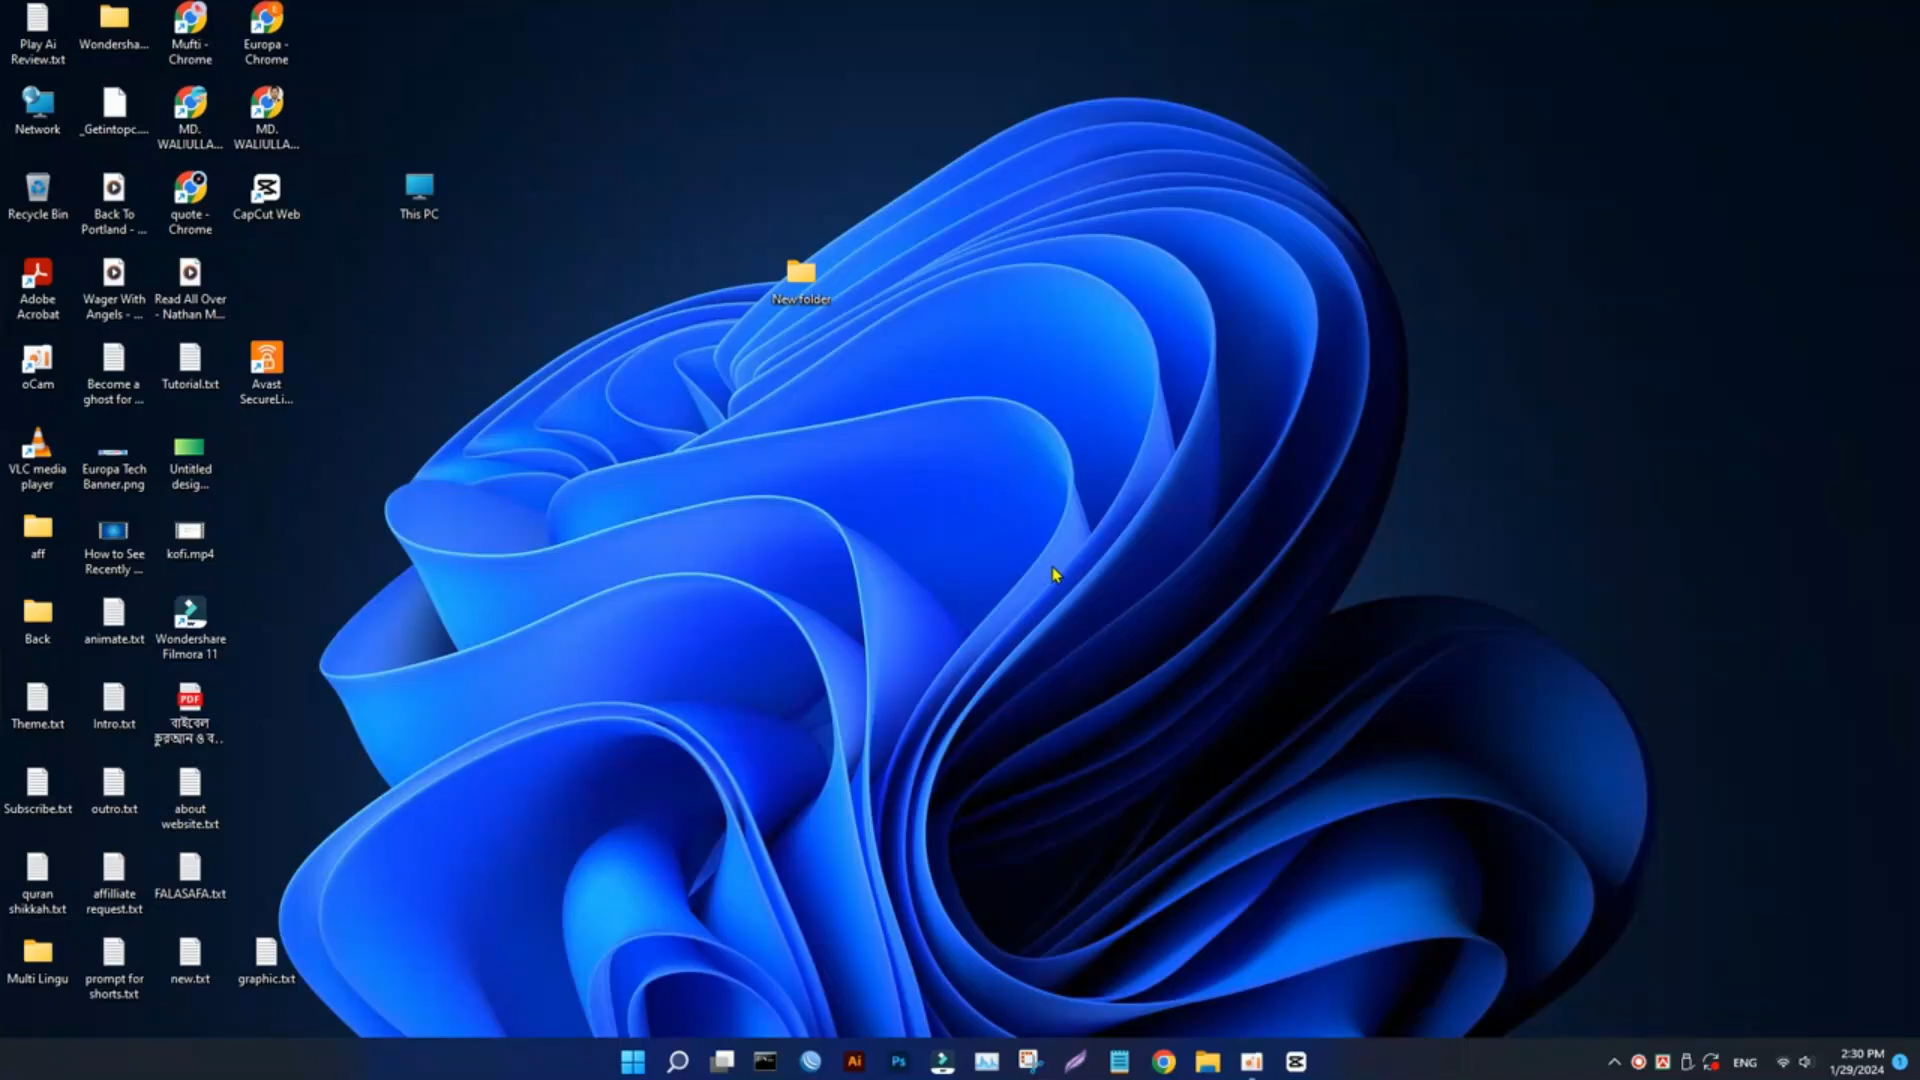 Play Ai
Review.txt
Wondersha...
Mufti -
Chrome
Europa -
Chrome
Network
_Getintopc....
MD.
WALIULLA...
MD.
WALIULLA...
Recycle Bin
Back To
Portland - ...
quote -
Chrome
CapCut Web
This PC
Adobe
Acrobat
Wager With
Angels - ...
Read All Over
- Nathan M...
New folder
oCam
Become a
ghost for ...
Tutorial.txt
Avast
SecureLi...
VLC media
player
Europa Tech
Banner.png
Untitled
desig...
aff
How to See
Recently ...
kofi.mp4
Back
animate.txt
Wondershare
Filmora 11
Theme.txt
Intro.txt
PDF
বাইবেল
কুরআন ও ব...
Subscribe.txt
outro.txt
about
website.txt
quran
shikkah.txt
affilliate
request.txt
FALASAFA.txt
Multi Lingu
prompt for
shorts.txt
new.txt
graphic.txt
Ai
Ps
ENG
2:30 PM
1/29/2024
1